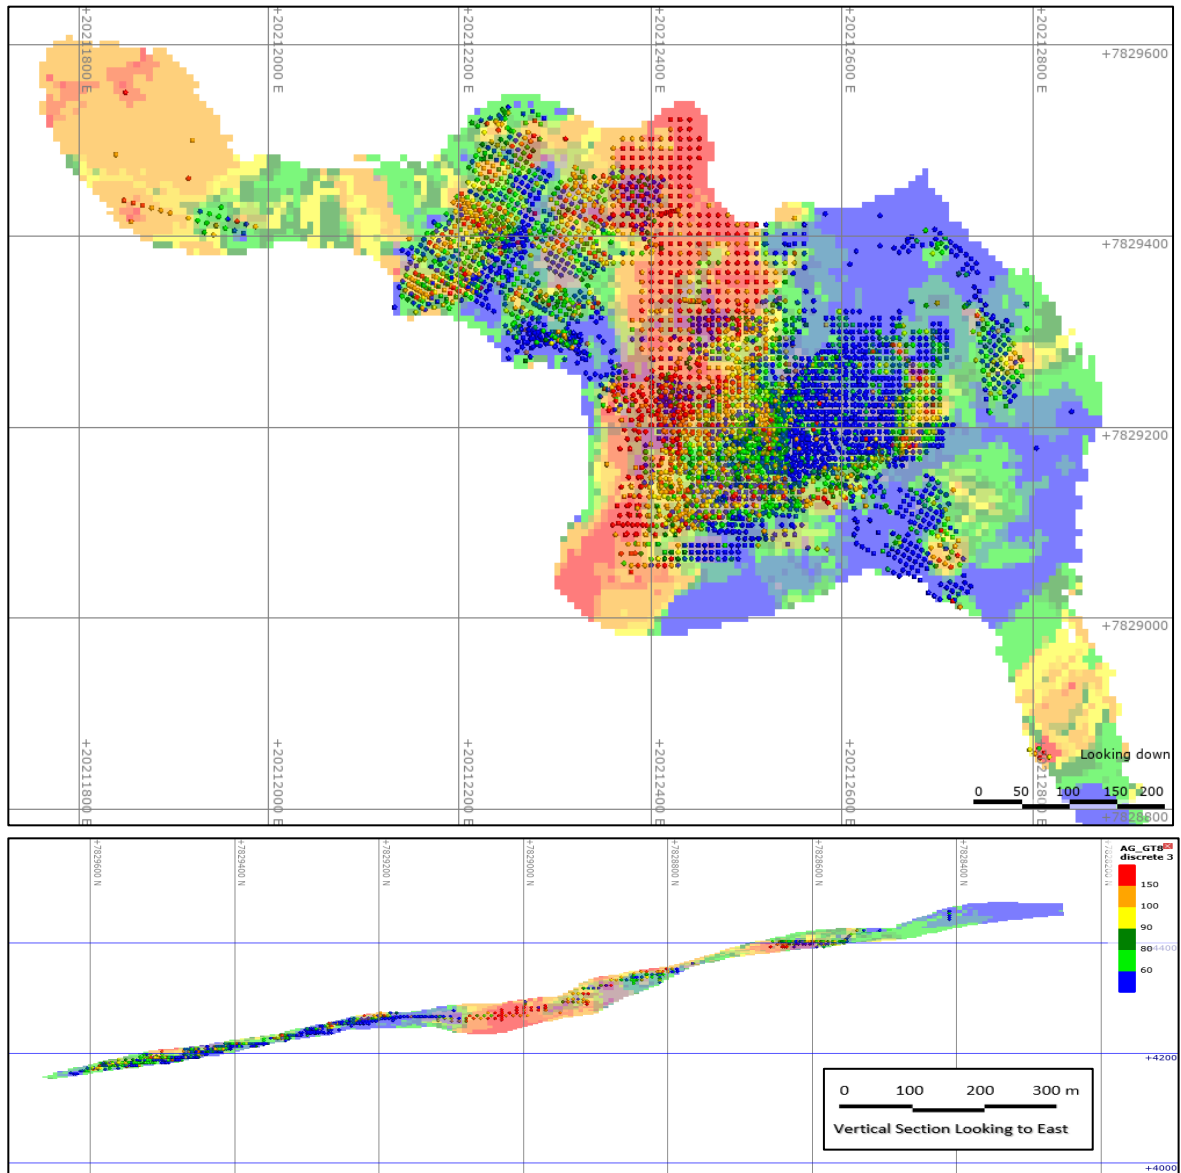 +20211800 E
+20212000 E
+20212200 E
+20212400 E
+20212600 E
+20212800 E
+7829600
+7829400
+7829200
+7829000
+20211800 E
+20212000 E
+20212200 E
+20212400 E
+20212600 E
+20212800 E
Looking down
0 50 100 150 200
+7828800
+7829600 N
+7829400 N
+7829200 N
+7829000 N
+7828800 N
+7828600 N
+7828400 N
+7828200 N
AG_GT8
discrete 3
150
100
90
80
60
+4400
+4200
0 100 200 300 m
Vertical Section Looking to East
+4000